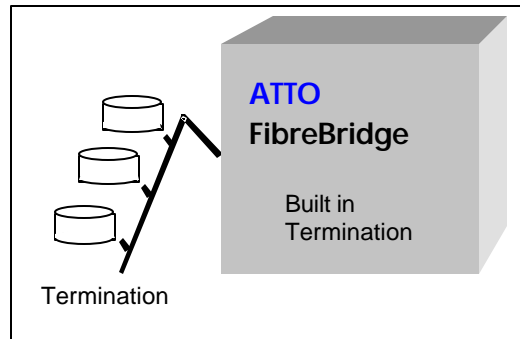 ATTO
FibreBridge
Built in
Termination
Termination